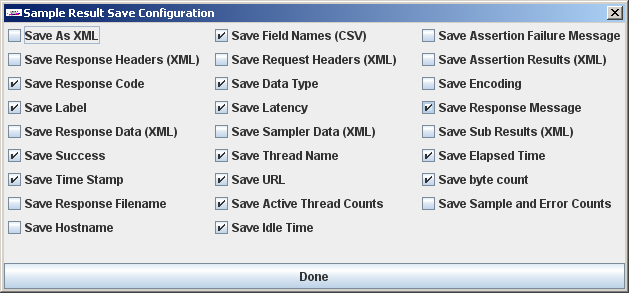 Sample Result Save Configuration
Save As XML
Save Field Names (CSV)
Save Assertion Failure Message
Save Response Headers (XML)
Save Request Headers (XML)
Save Assertion Results (XML)
Save Response Code
Save Data Type
Save Encoding
Save Label
Save Latency
Save Response Message
Save Response Data (XML)
Save Sampler Data (XML)
Save Sub Results (XML)
Save Success
Save Thread Name
Save Elapsed Time
Save Time Stamp
Save URL
Save byte count
Save Response Filename
Save Active Thread Counts
Save Sample and Error Counts
Save Hostname
Save Idle Time
Done